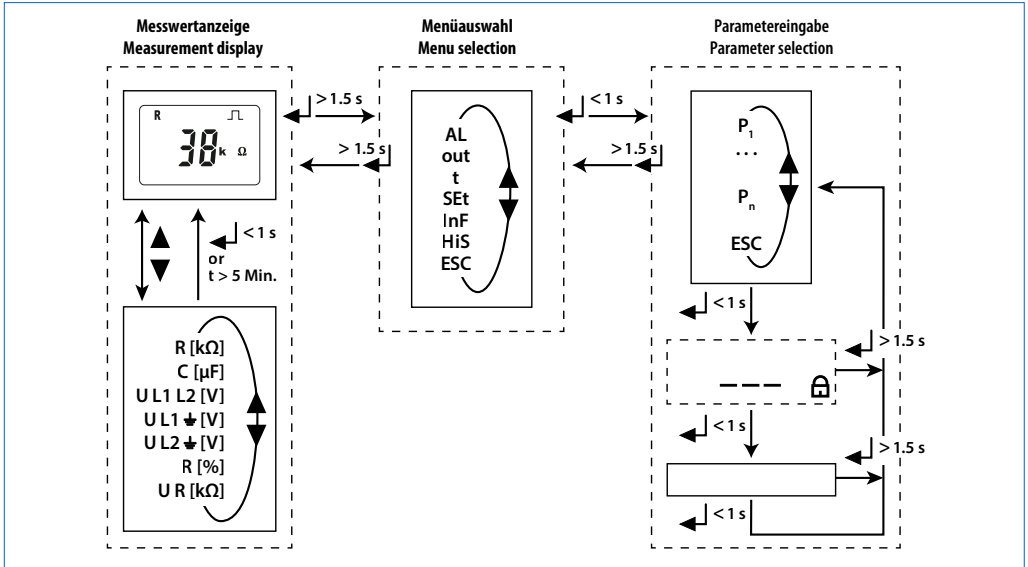 Messwertanzeige
Measurement display
R
38 k Ω
> 1.5 s
> 1.5 s
< 1 s
or
t > 5 Min.
R [kΩ]
C [µF]
U L1 L2 [V]
U L1 ⏚ [V]
U L2 ⏚ [V]
R [%]
U R [kΩ]
Menüauswahl
Menu selection
AL
out
t
SEt
InF
HiS
ESC
< 1 s
> 1.5 s
Parametereingabe
Parameter selection
P1
...
Pn
ESC
< 1 s
> 1.5 s
---
< 1 s
> 1.5 s
< 1 s